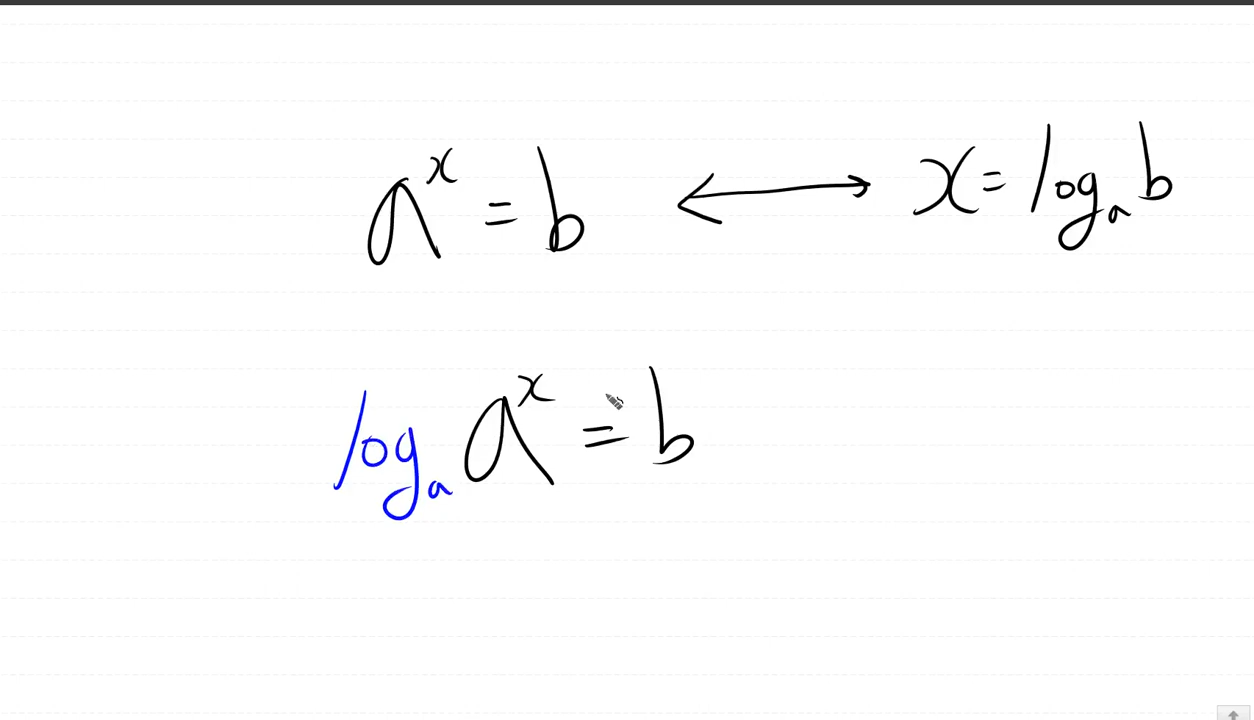 a^x = b ⟷ x = log_a b
log_a a^x = b